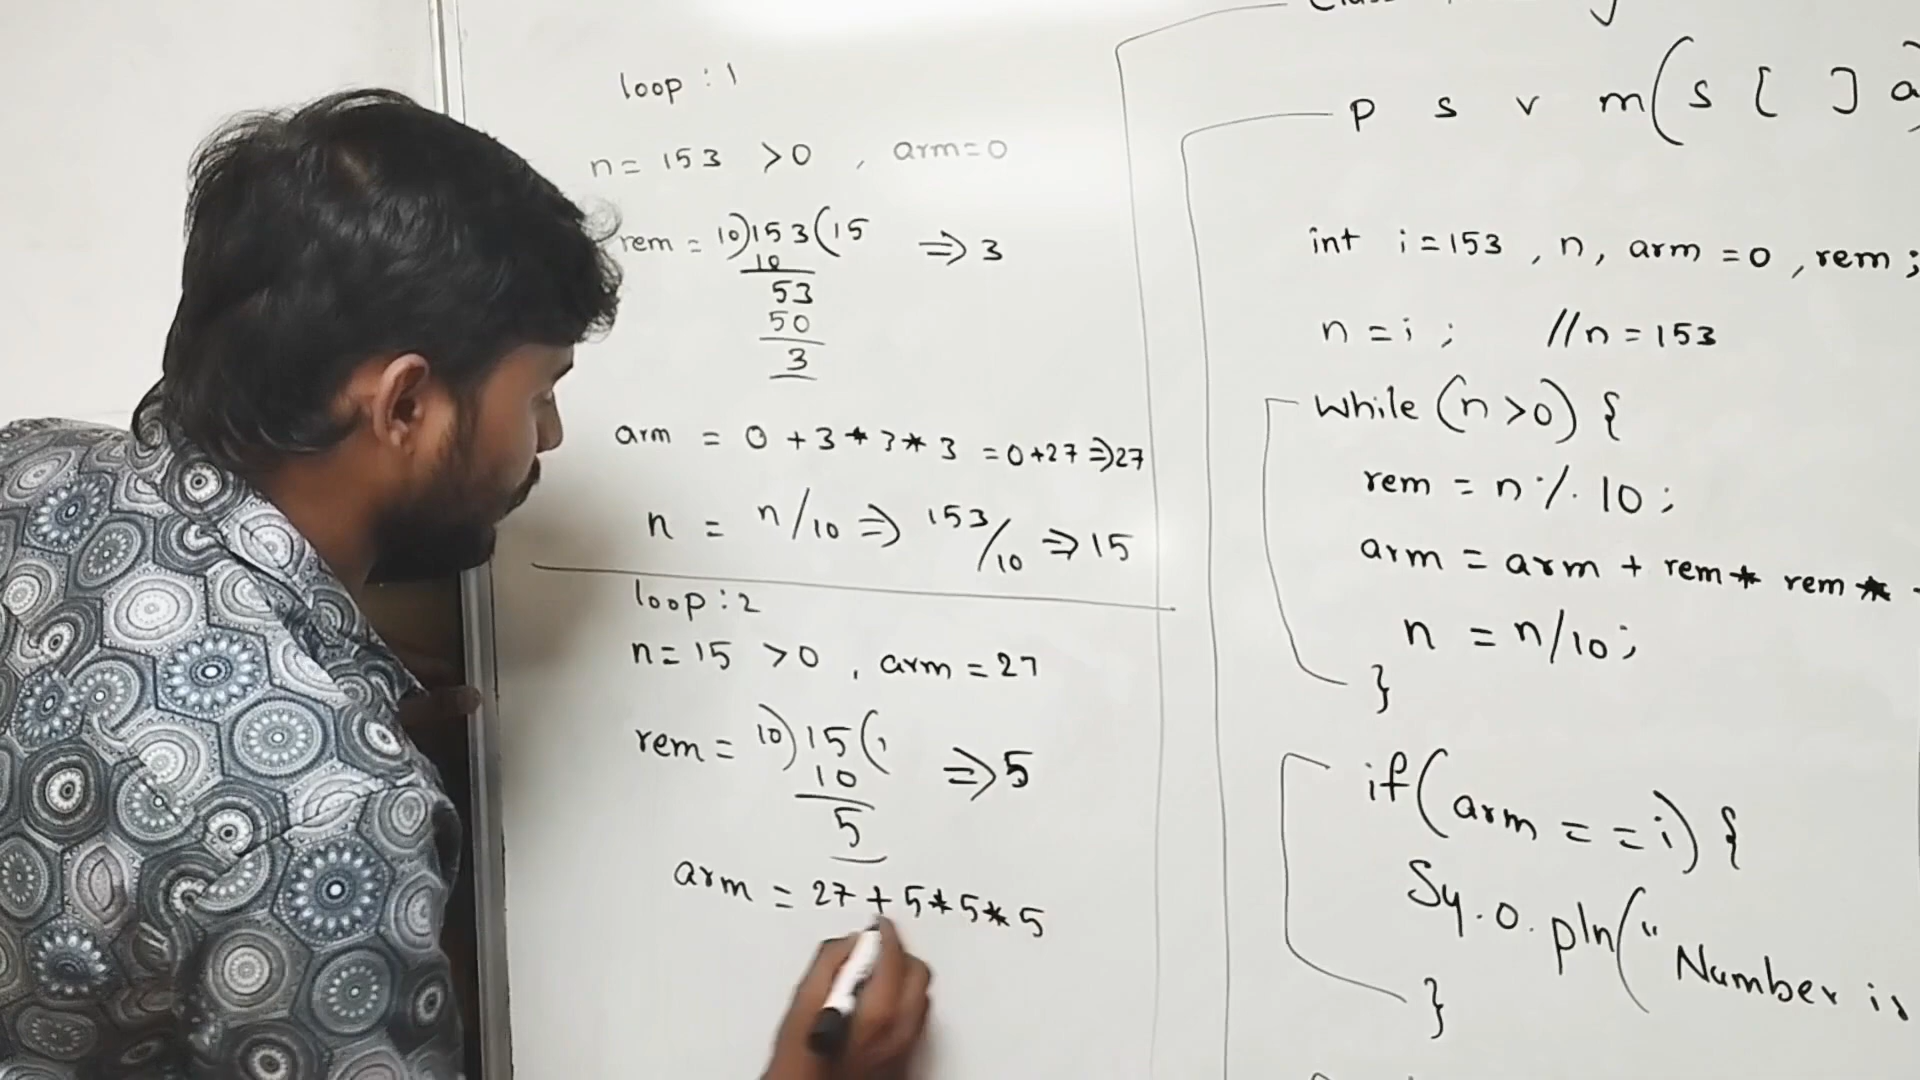 loop : 1
n = 153 > 0 , arm = 0
rem = 10)153(15 ⇒ 3
10
53
50
3
arm = 0 + 3 * 3 * 3 = 0+27 ⇒ 27
n = n/10 ⇒ 153/10 ⇒ 15
loop : 2
n = 15 > 0 , arm = 27
rem = 10)15(1 ⇒ 5
10
5
arm = 27 + 5 * 5 * 5
p s v m(s [ ] a)
int i = 153 , n, arm = 0 , rem ;
n = i ; //n = 153
while (n >0) {
rem = n % 10 ;
arm = arm + rem * rem *
n = n/10 ;
}
if(arm = = i) {
Sy.o.pln("Number is
}